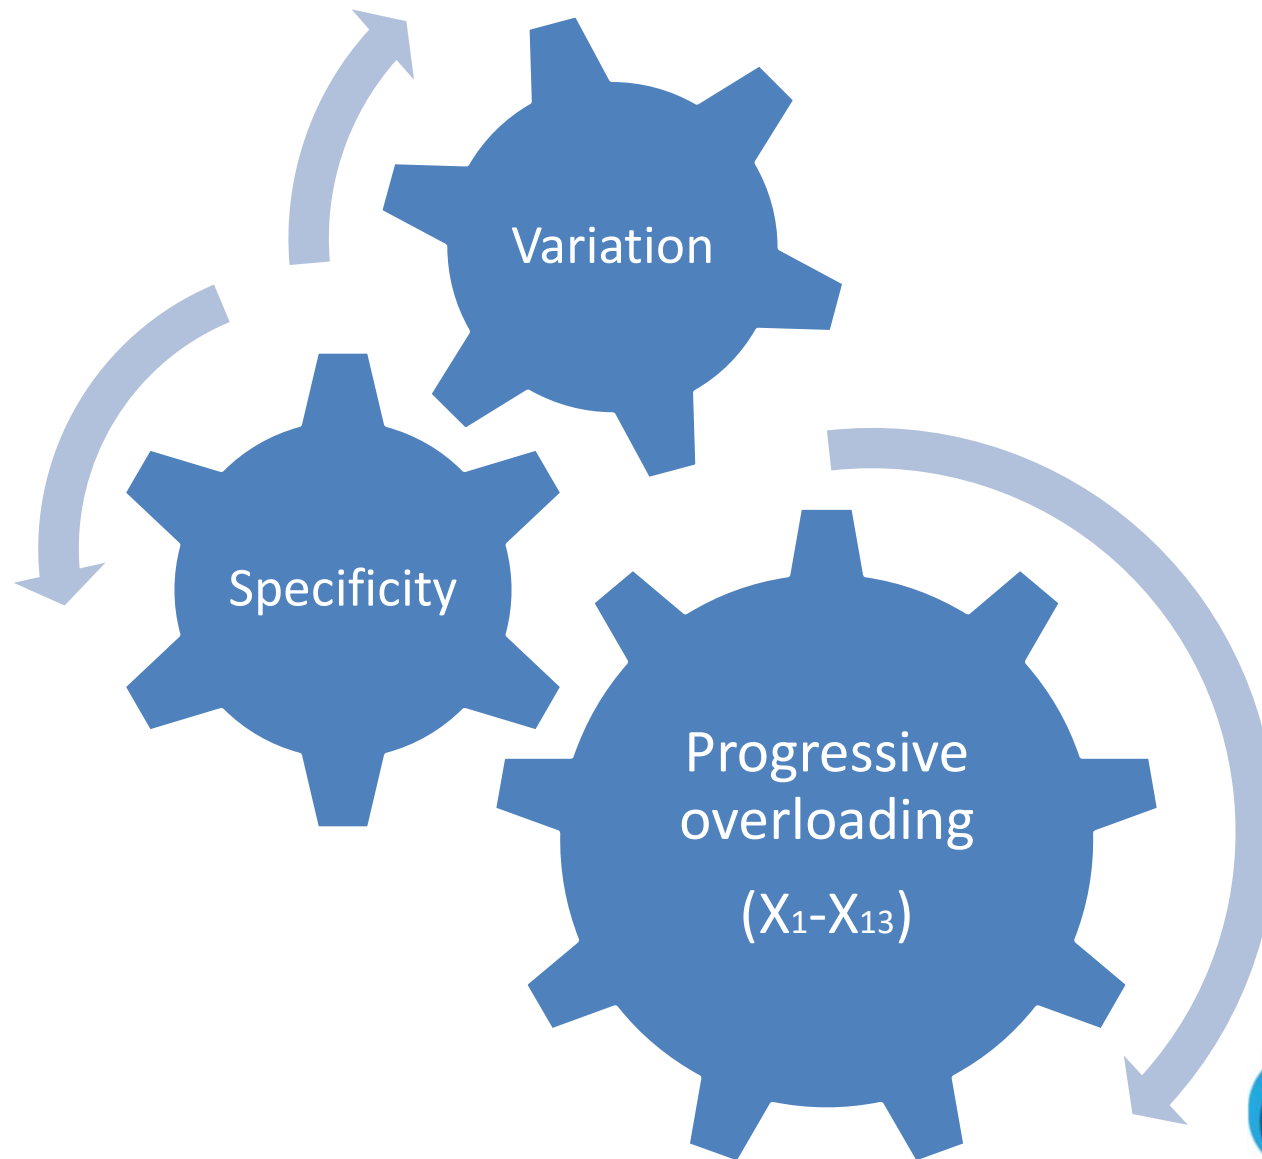 Variation
Specificity
Progressive
overloading
(X₁-X₁₃)